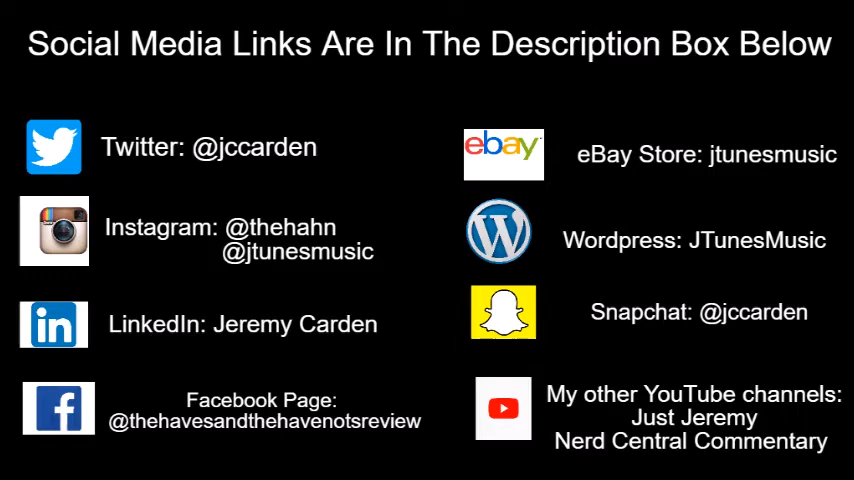 Social Media Links Are In The Description Box Below
Twitter: @jccarden
Instagram: @thehahn
@jtunesmusic
in
LinkedIn: Jeremy Carden
f
Facebook Page:
@thehavesandthehavenotsreview
ebay
eBay Store: jtunesmusic
W
Wordpress: JTunesMusic
Snapchat: @jccarden
My other YouTube channels:
Just Jeremy
Nerd Central Commentary